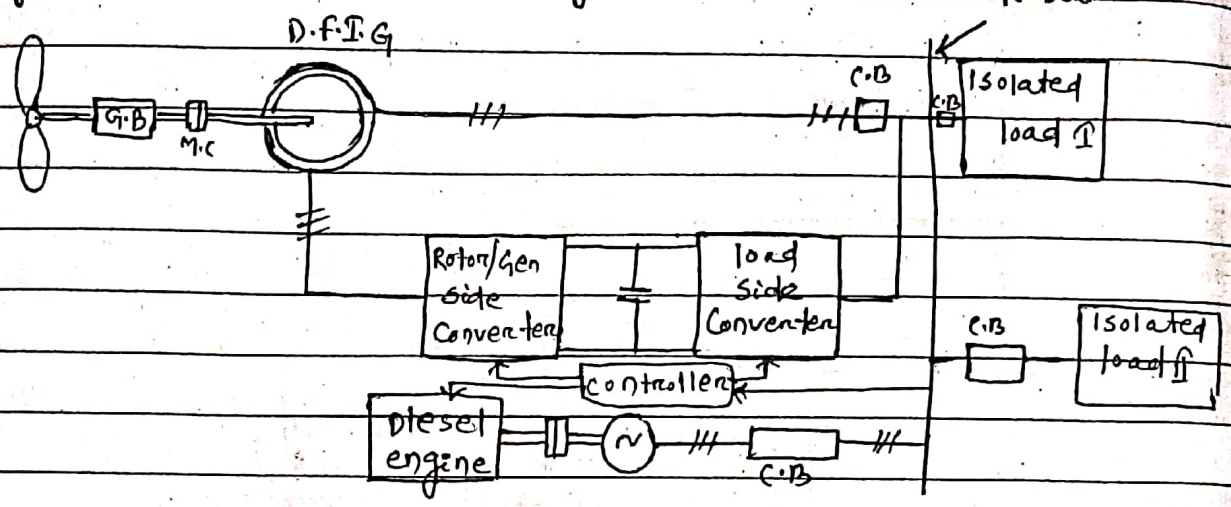 D.f.I.G
C.B
Isolated
load I
C.B
G.B
M.C
Rotor/Gen
side
Converter
load
side
Converter
C.B
Isolated
load II
controller
Diesel
engine
~
C.B